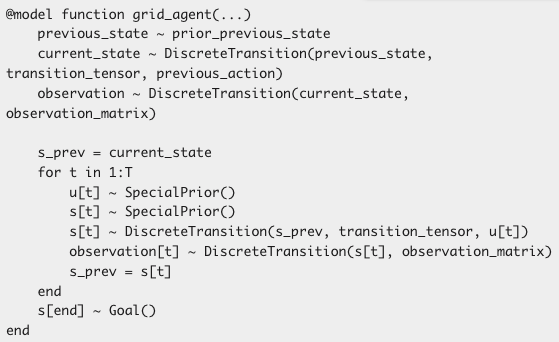 @model function grid_agent(...)
    previous_state ~ prior_previous_state
    current_state ~ DiscreteTransition(previous_state,
transition_tensor, previous_action)
    observation ~ DiscreteTransition(current_state,
observation_matrix)

    s_prev = current_state
    for t in 1:T
        u[t] ~ SpecialPrior()
        s[t] ~ SpecialPrior()
        s[t] ~ DiscreteTransition(s_prev, transition_tensor, u[t])
        observation[t] ~ DiscreteTransition(s[t], observation_matrix)
        s_prev = s[t]
    end
    s[end] ~ Goal()
end